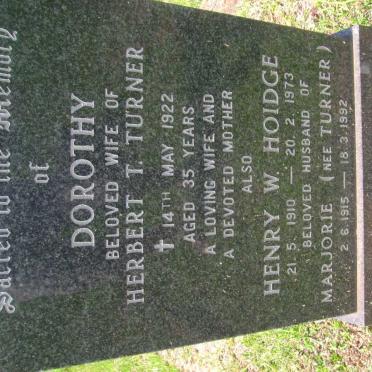 Sacred to the Memory
of
DOROTHY
BELOVED WIFE OF
HERBERT T. TURNER
✝ 14TH MAY 1922
AGED 35 YEARS
A LOVING WIFE AND
A DEVOTED MOTHER
ALSO
HENRY W. HOIDGE
21. 5. 1910 — 20. 2. 1973
BELOVED HUSBAND OF
MARJORIE (NEE TURNER)
2. 6. 1915 — 18. 3. 1992